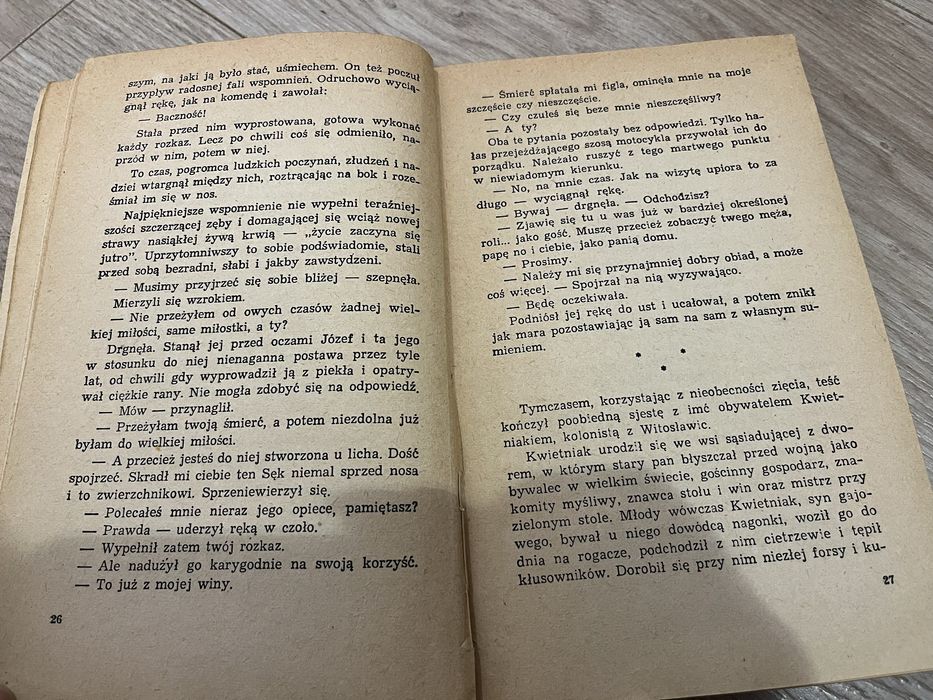 szym, na jaki ją było stać, uśmiechem. On też poczuł
przypływ radosnej fali wspomnień. Odruchowo wycią-
gnął rękę, jak na komendę i zawołał:
— Baczność!
Stała przed nim wyprostowana, gotowa wykonać
każdy rozkaz. Lecz po chwili coś się odmieniło, na-
przód w nim, potem w niej.
To czas, pogromca ludzkich poczynań, złudzeń i na-
dziei wtargnął między nich, roztrącając na bok i roze-
śmiał im się w nos.
Najpiękniejsze wspomnienie nie wypełni teraźniej-
szości szczerzącej zęby i domagającej się wciąż nowej
strawy nasiąkłej żywą krwią — „życie zaczyna się
jutro”. Uprzytomniwszy to sobie podświadomie, stali
przed sobą bezradni, słabi i jakby zawstydzeni.
— Musimy przyjrzeć się sobie bliżej — szepnęła.
Mierzyli się wzrokiem.
— Nie przeżyłem od owych czasów żadnej wiel-
kiej miłości, same miłostki, a ty?
Drgnęła. Stanął jej przed oczami Józef i ta jego
w stosunku do niej nienaganna postawa przez tyle
lat, od chwili gdy wyprowadził ją z piekła i opatry-
wał ciężkie rany. Nie mogła zdobyć się na odpowiedź.
— Mów — przynaglił.
— Przeżyłam twoją śmierć, a potem niezdolna już
byłam do wielkiej miłości.
— A przecież jesteś do niej stworzona u licha. Dość
spojrzeć. Skradł mi ciebie ten Sęk niemal sprzed nosa
i to zwierzchnikowi. Sprzeniewierzył się.
— Polecałeś mnie nieraz jego opiece, pamiętasz?
— Prawda — uderzył ręką w czoło.
— Wypełnił zatem twój rozkaz.
— Ale nadużył go karygodnie na swoją korzyść.
— To już z mojej winy.
26
— Śmierć spłatała mi figla, ominęła mnie na moje
szczęście czy nieszczęście.
— Czy czułeś się beze mnie nieszczęśliwy?
— A ty?
Oba te pytania pozostały bez odpowiedzi. Tylko ha-
łas przejeżdżającego szosą motocykla przywołał ich do
porządku. Należało ruszyć z tego martwego punktu
w niewiadomym kierunku.
— No, na mnie czas. Jak na wizytę upiora to za
długo — wyciągnął rękę.
— Bywaj — drgnęła. — Odchodzisz?
— Zjawię się tu u was już w bardziej określonej
roli... jako gość. Muszę przecież zobaczyć twego męża,
papę no i ciebie, jako panią domu.
— Prosimy.
— Należy mi się przynajmniej dobry obiad, a może
coś więcej. — Spojrzał na nią wyzywająco.
— Będę oczekiwała.
Podniósł jej rękę do ust i ucałował, a potem znikł
jak mara pozostawiając ją sam na sam z własnym su-
mieniem.
* *
*
Tymczasem, korzystając z nieobecności zięcia, teść
kończył poobiednią sjestę z imć obywatelem Kwiet-
niakiem, kolonistą z Witosławic.
Kwietniak urodził się we wsi sąsiadującej z dwo-
rem, w którym stary pan błyszczał przed wojną jako
bywalec w wielkim świecie, gościnny gospodarz, zna-
komity myśliwy, znawca stołu i win oraz mistrz przy
zielonym stole. Młody wówczas Kwietniak, syn gajo-
wego, bywał u niego dowódcą nagonki, woził go do
dnia na rogacze, podchodził z nim cietrzewie i tępił
kłusowników. Dorobił się przy nim niezłej forsy i ku-
27